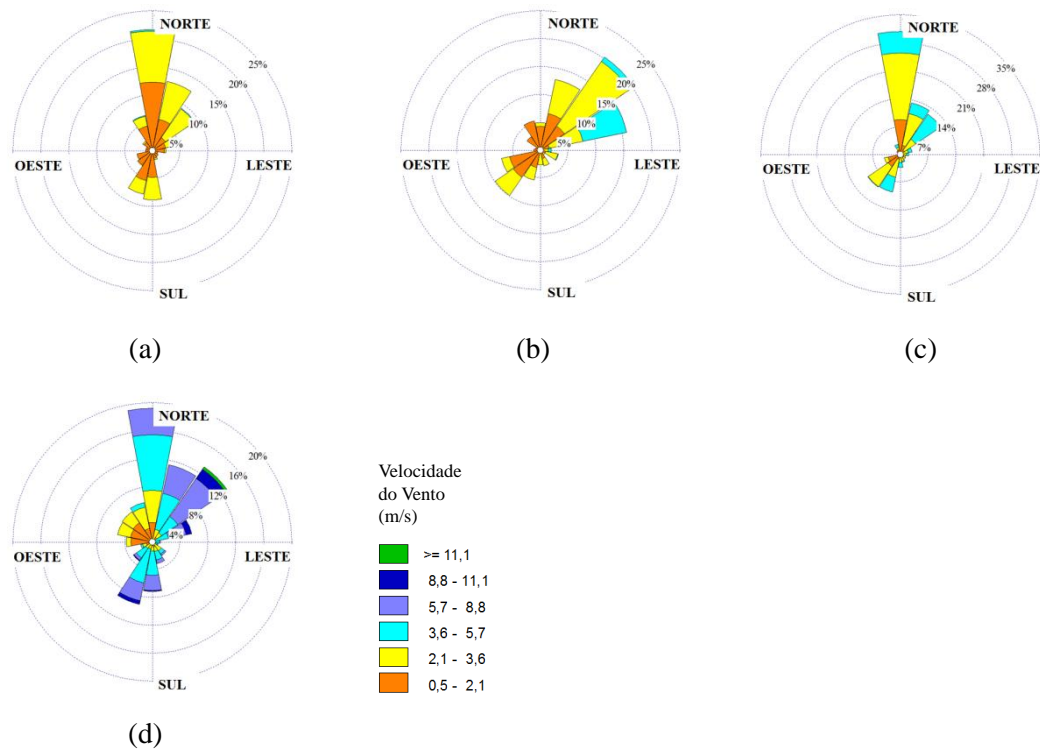 NORTE
25%
20%
15%
10%
5%
OESTE
LESTE
SUL
(a)
NORTE
25%
20%
15%
10%
5%
OESTE
LESTE
SUL
(b)
NORTE
35%
28%
21%
14%
7%
OESTE
LESTE
SUL
(c)
NORTE
20%
16%
12%
8%
4%
OESTE
LESTE
SUL
(d)
Velocidade
do Vento
(m/s)
>= 11,1
8,8 - 11,1
5,7 - 8,8
3,6 - 5,7
2,1 - 3,6
0,5 - 2,1